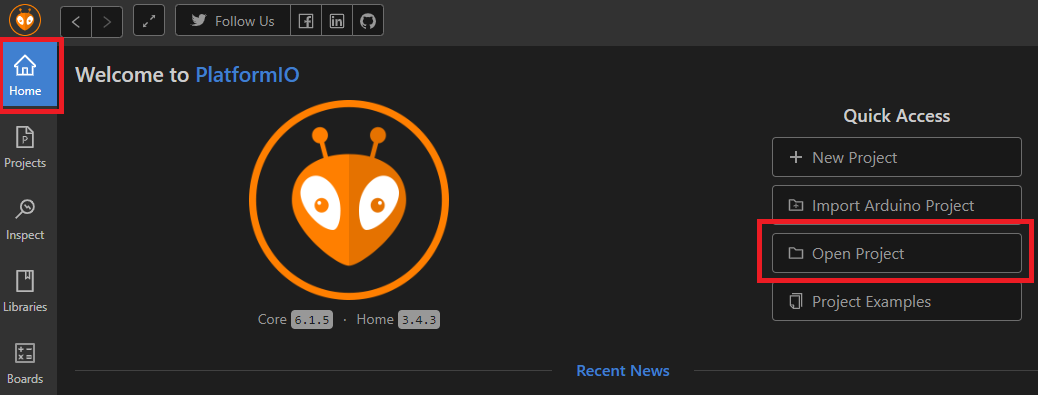 Follow Us
Home
Projects
Inspect
Libraries
Boards
Welcome to PlatformIO
Core 6.1.5 · Home 3.4.3
Quick Access
New Project
Import Arduino Project
Open Project
Project Examples
Recent News